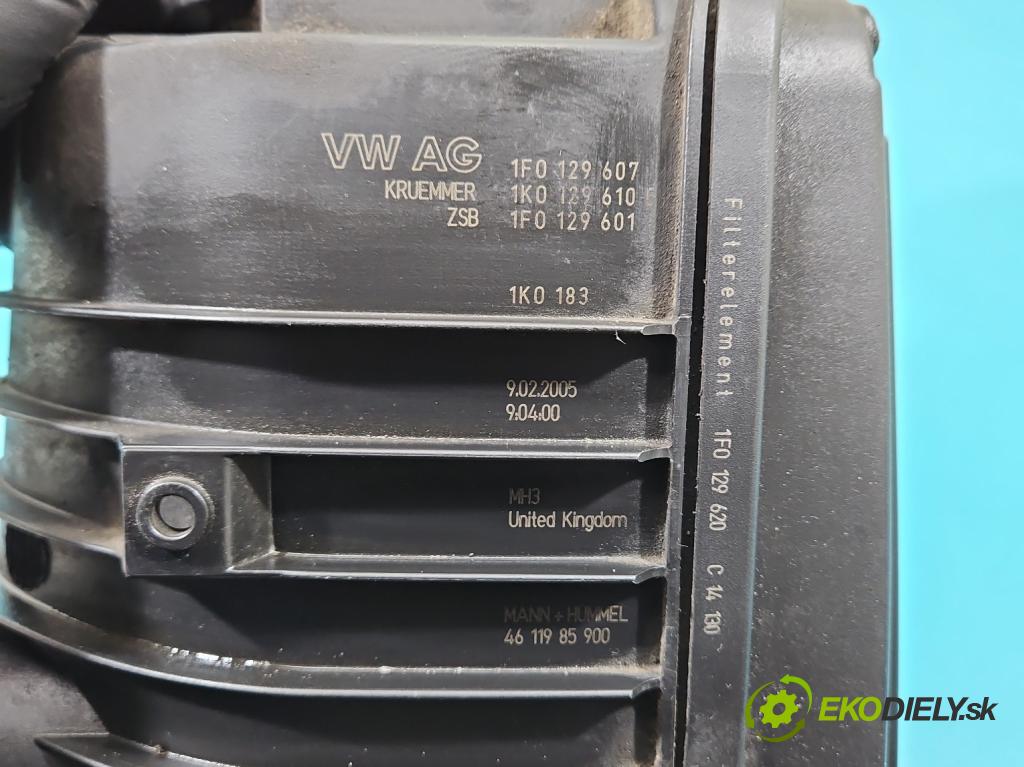 VW AG 1F0 129 607
KRUEMMER 1K0 129 610
ZSB 1F0 129 601
1K0 183
9.02.2005
9:04:00
MH3
United Kingdom
MANN + HUMMEL
46 119 85 900
Filterelement 1F0 129 620 C 14 130
EKODIELY.sk